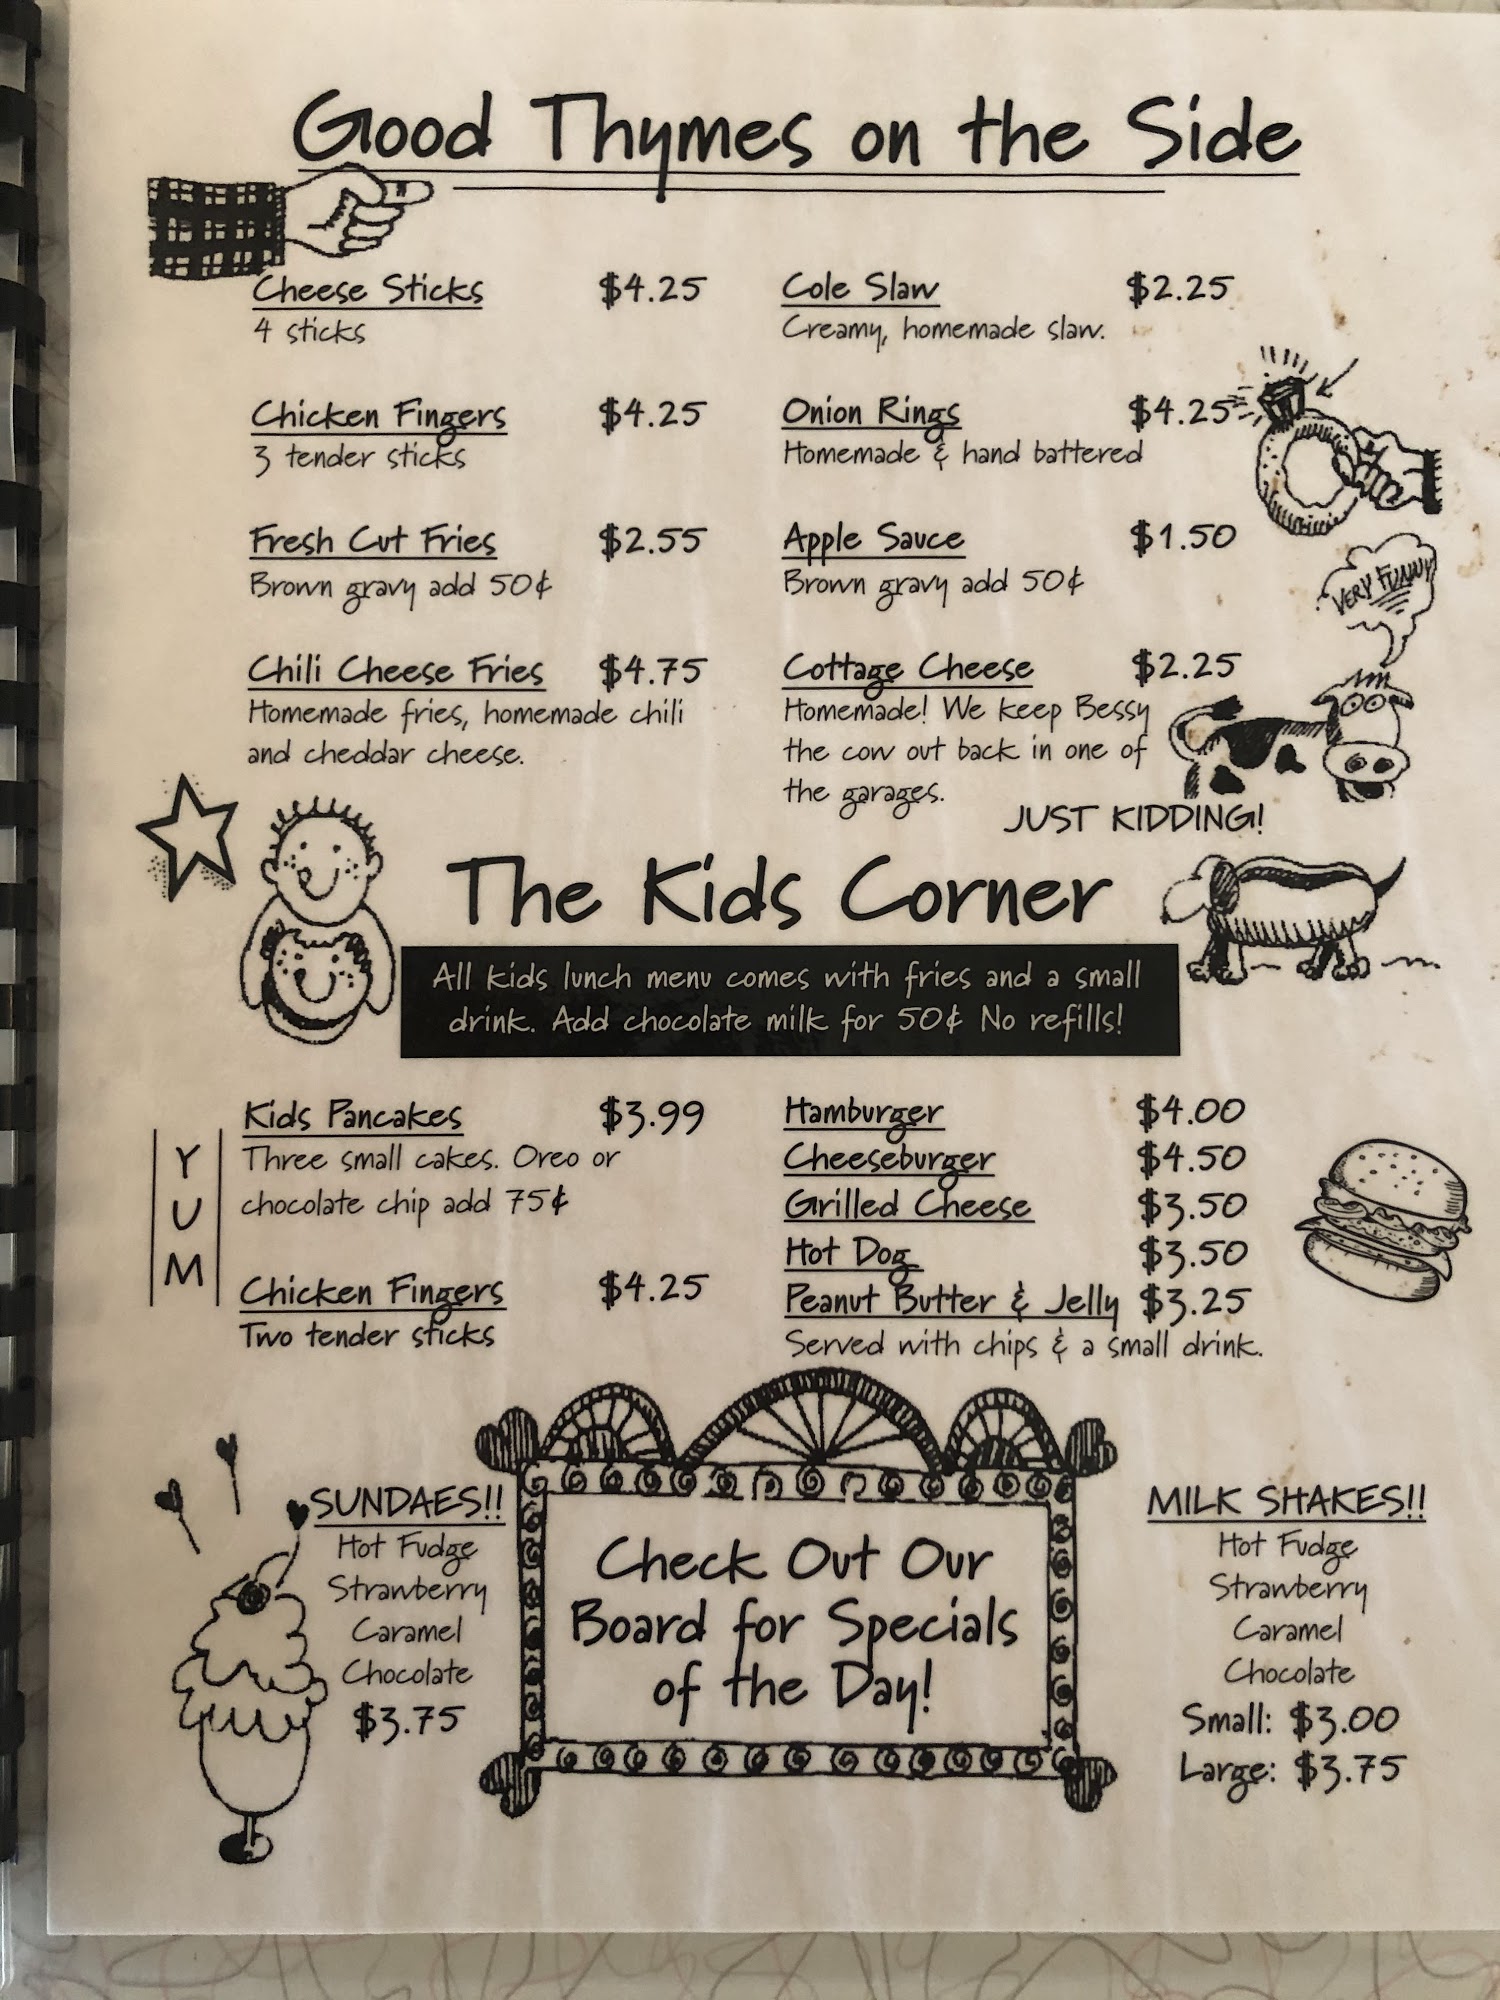 Good Thymes on the Side
Cheese Sticks $4.25
4 sticks
Chicken Fingers $4.25
3 tender sticks
Fresh Cut Fries $2.55
Brown gravy add 50¢
Chili Cheese Fries $4.75
Homemade fries, homemade chili
and cheddar cheese.
Cole Slaw $2.25
Creamy, homemade slaw.
Onion Rings $4.25
Homemade & hand battered
Apple Sauce $1.50
Brown gravy add 50¢
VERY FUNNY
Cottage Cheese $2.25
Homemade! We keep Bessy
the cow out back in one of
the garages.
JUST KIDDING!
The Kids Corner
All kids lunch menu comes with fries and a small
drink. Add chocolate milk for 50¢ No refills!
YUM
Kids Pancakes $3.99
Three small cakes. Oreo or
chocolate chip add 75¢
Chicken Fingers $4.25
Two tender sticks
Hamburger $4.00
Cheeseburger $4.50
Grilled Cheese $3.50
Hot Dog $3.50
Peanut Butter & Jelly $3.25
Served with chips & a small drink.
SUNDAES!!
Hot Fudge
Strawberry
Caramel
Chocolate
$3.75
Check Out Our
Board for Specials
of the Day!
MILK SHAKES!!
Hot Fudge
Strawberry
Caramel
Chocolate
Small: $3.00
Large: $3.75